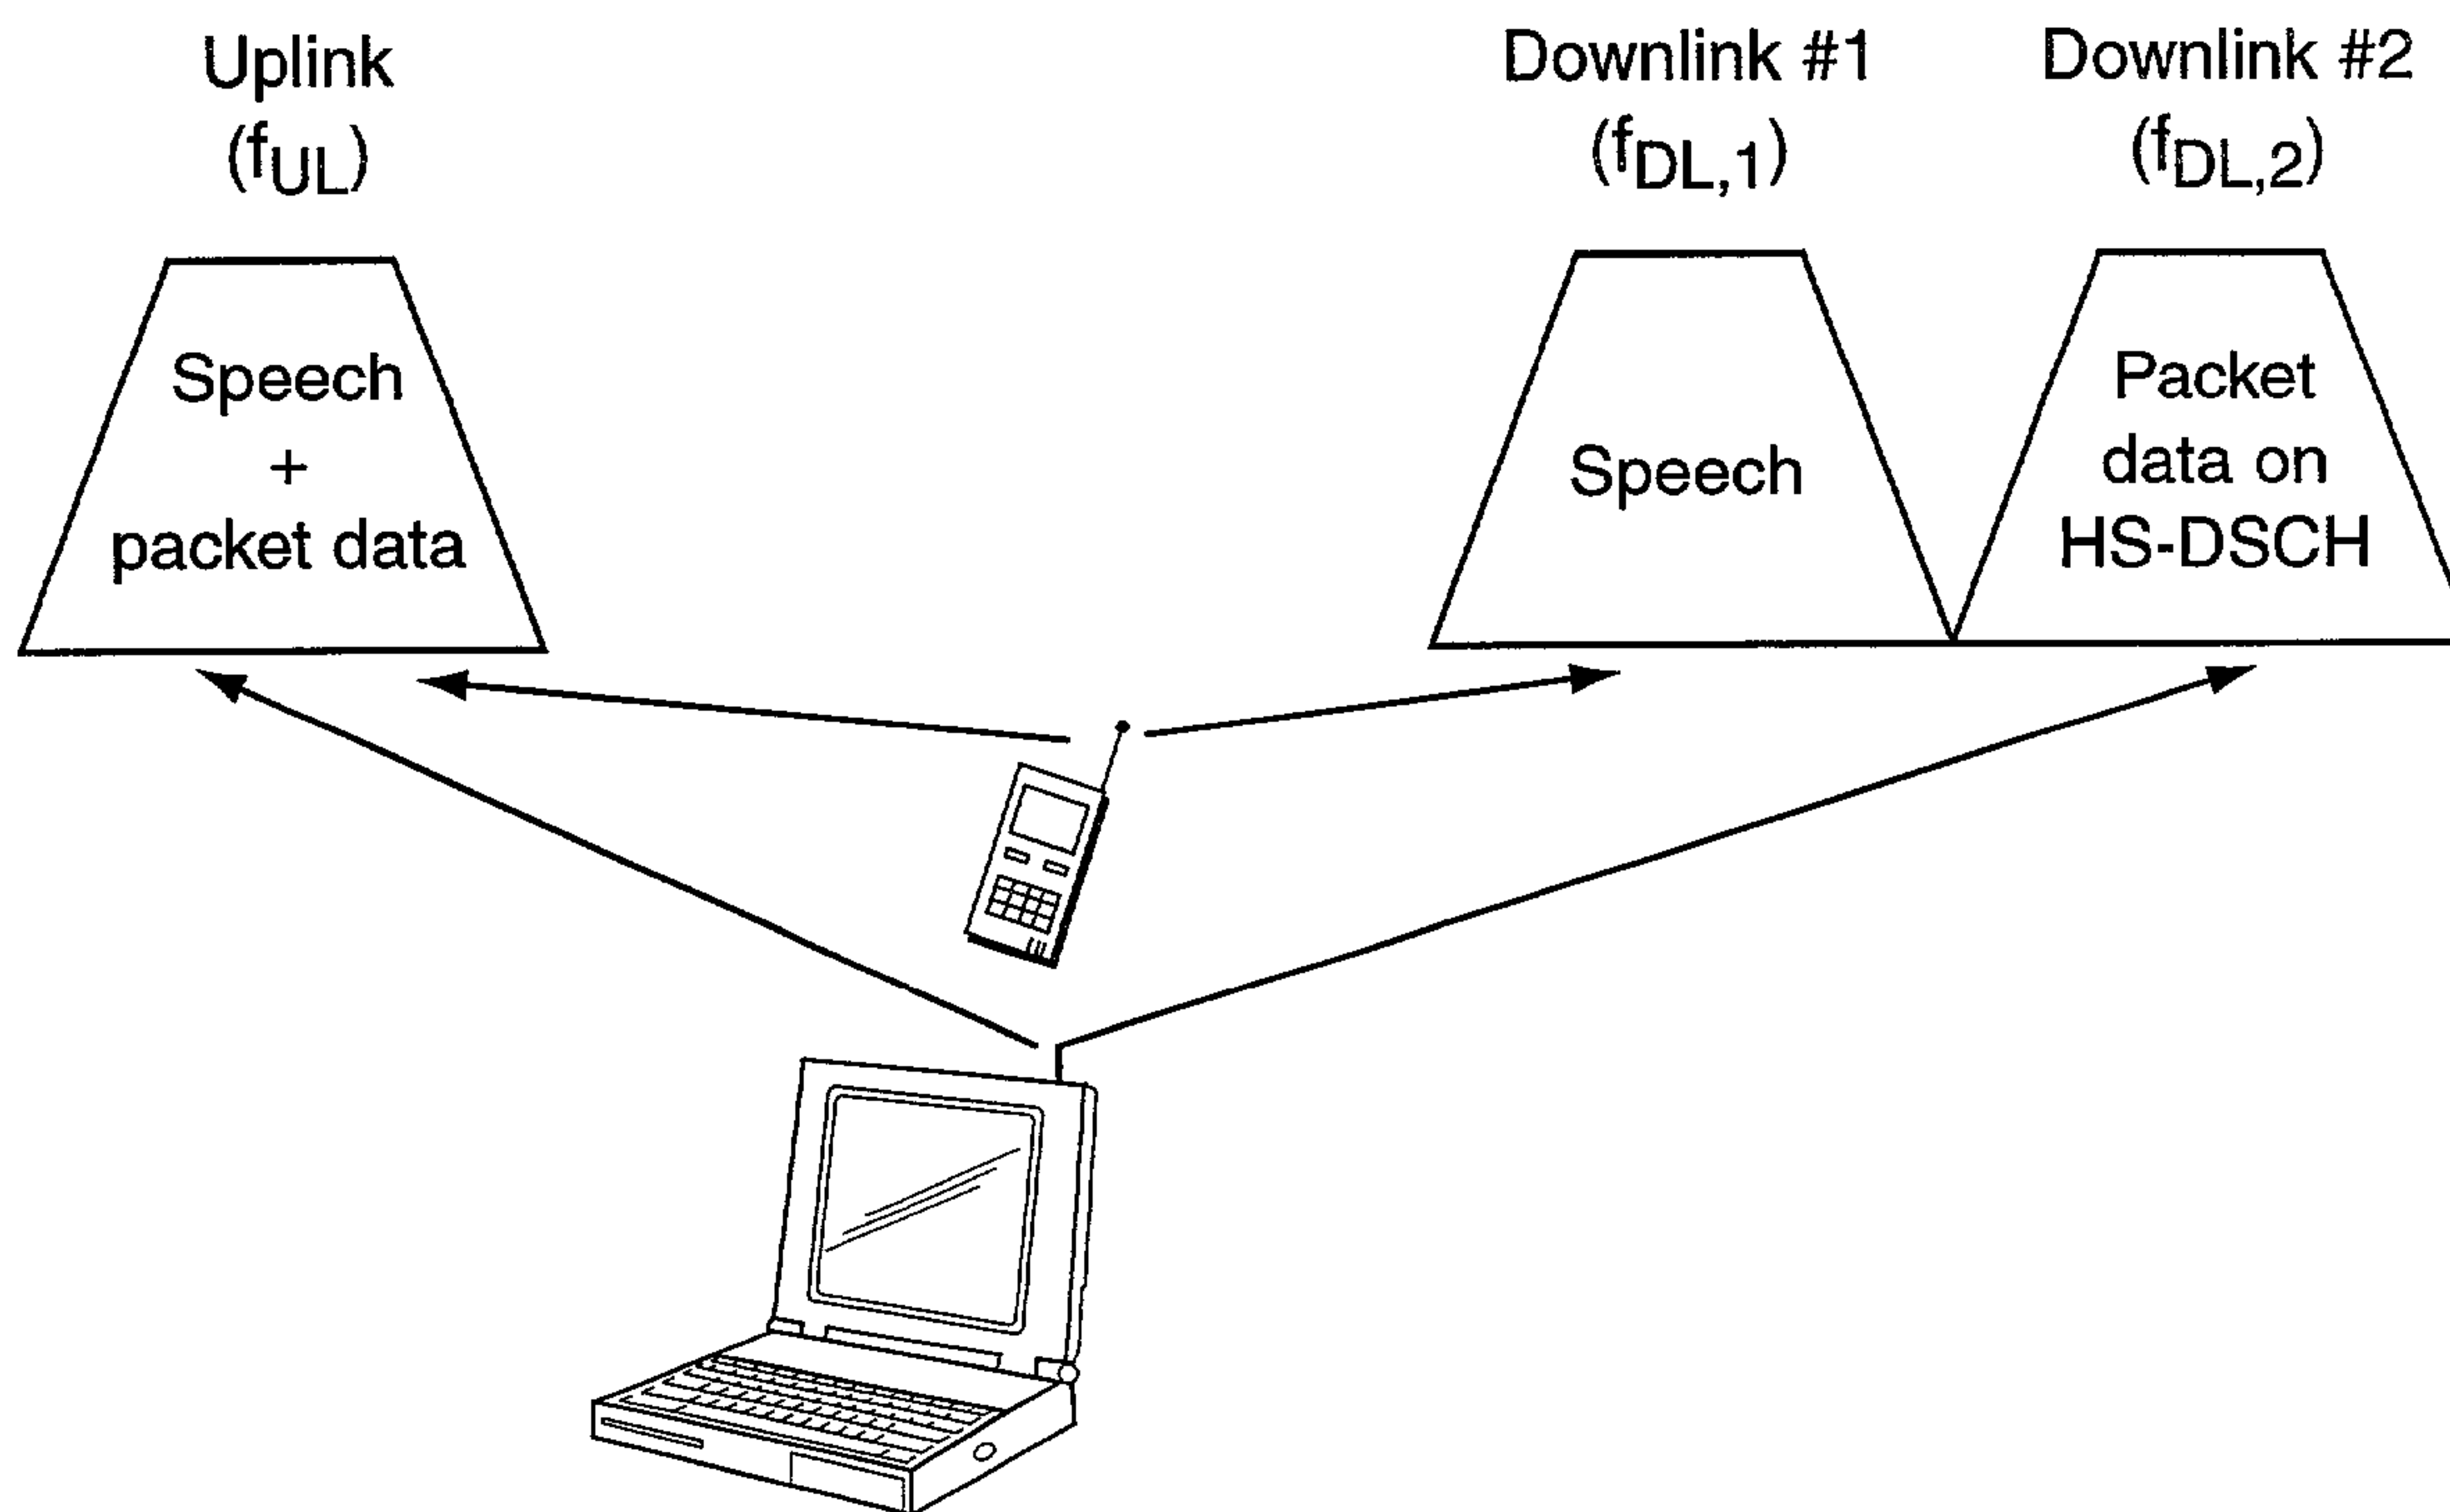 Uplink
(fUL)
Downlink #1
(fDL,1)
Downlink #2
(fDL,2)
Speech
+
packet data
Speech
Packet
data on
HS-DSCH